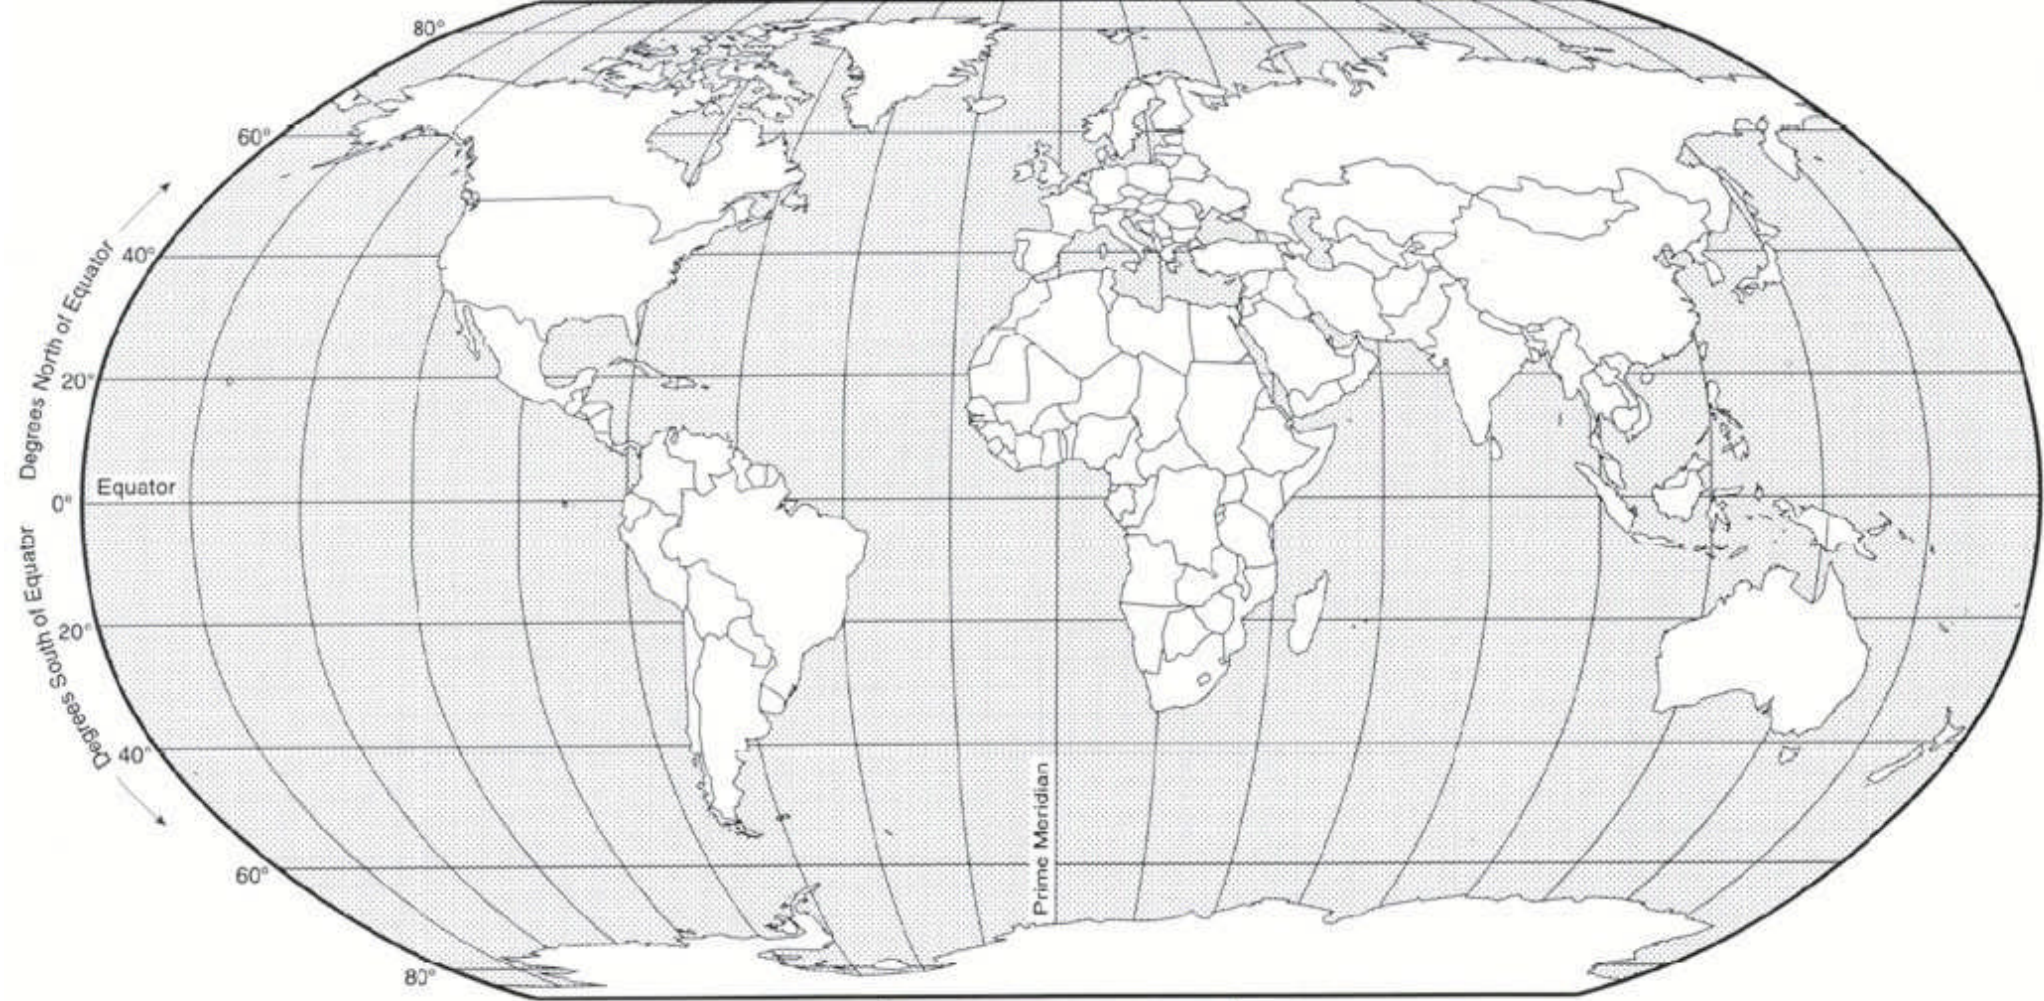 80°
60°
40°
20°
Equator
0°
20°
40°
60°
80°
Degrees North of Equator
Degrees South of Equator
Prime Meridian